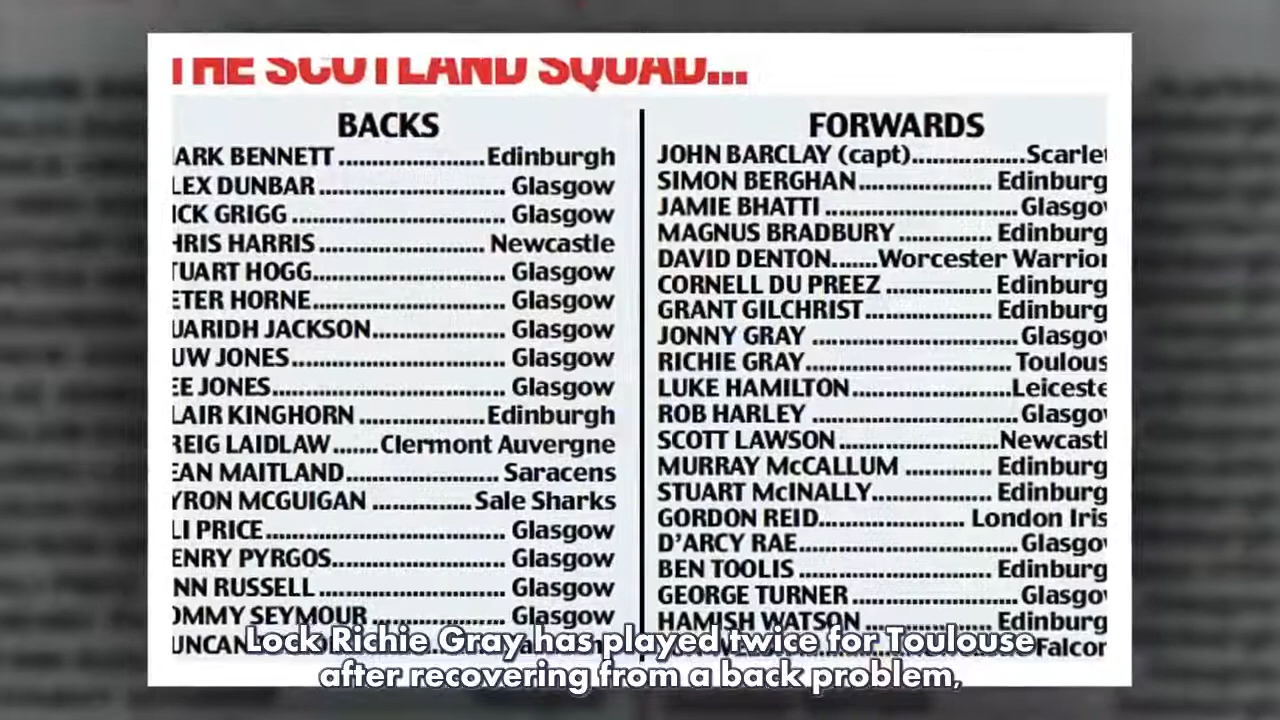 THE SCOTLAND SQUAD...
BACKS
ARK BENNETT......................Edinburgh
LEX DUNBAR............................ Glasgow
ICK GRIGG................................. Glasgow
HRIS HARRIS.......................... Newcastle
TUART HOGG............................. Glasgow
ETER HORNE............................. Glasgow
UARIDH JACKSON.................... Glasgow
UW JONES................................ Glasgow
EE JONES................................... Glasgow
LAIR KINGHORN....................Edinburgh
REIG LAIDLAW.......Clermont Auvergne
EAN MAITLAND........................ Saracens
YRON MCGUIGAN...............Sale Sharks
LI PRICE.................................... Glasgow
ENRY PYRGOS.......................... Glasgow
NN RUSSELL............................ Glasgow
OMMY SEYMOUR.................... Glasgow
UNCAN
FORWARDS
JOHN BARCLAY (capt).................Scarlet
SIMON BERGHAN.................... Edinburg
JAMIE BHATTI.............................Glasgo
MAGNUS BRADBURY.............. Edinburg
DAVID DENTON.......Worcester Warrior
CORNELL DU PREEZ................ Edinburg
GRANT GILCHRIST................... Edinburg
JONNY GRAY...............................Glasgo
RICHIE GRAY............................... Toulous
LUKE HAMILTON........................Leiceste
ROB HARLEY...............................Glasgo
SCOTT LAWSON........................Newcastl
MURRAY McCALLUM............. Edinburg
STUART McINALLY.................. Edinburg
GORDON REID...................... London Iris
D'ARCY RAE.................................Glasgo
BEN TOOLIS............................. Edinburg
GEORGE TURNER.........................Glasgo
HAMISH WATSON.................... Edinburg
Falcon
Lock Richie Gray has played twice for Toulouse
after recovering from a back problem,